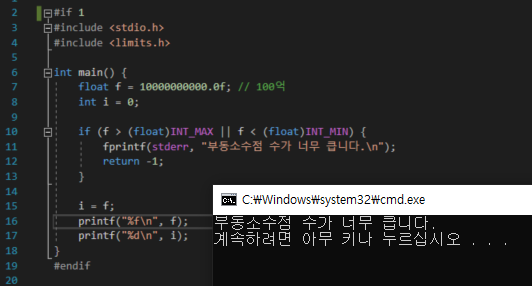 2 #if 1
3 #include <stdio.h>
4 #include <limits.h>
5
6 int main() {
7 float f = 10000000000.0f; // 100억
8 int i = 0;
9
10 if (f > (float)INT_MAX || f < (float)INT_MIN) {
11 fprintf(stderr, "부동소수점 수가 너무 큽니다.\n");
12 return -1;
13 }
14
15 i = f;
16 printf("%f\n", f);
17 printf("%d\n", i);
18 }
19 #endif
20
C:₩Windows₩system32₩cmd.exe
부동소수점 수가 너무 큽니다.
계속하려면 아무 키나 누르십시오 . . .